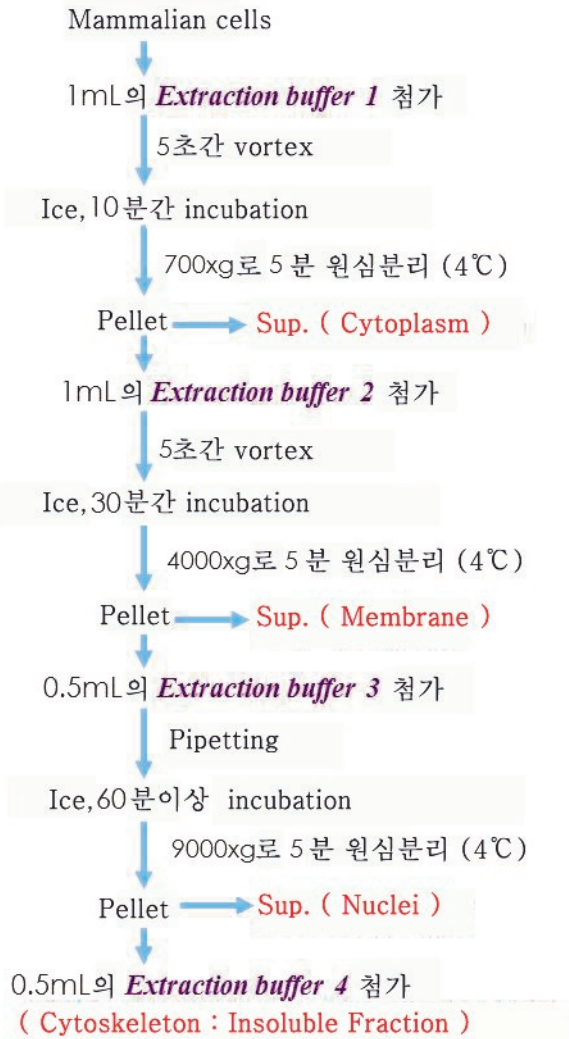 Mammalian cells
1mL의 Extraction buffer 1 첨가
5초간 vortex
Ice,10분간 incubation
700xg로 5분 원심분리 (4℃)
Pellet Sup. ( Cytoplasm )
1mL의 Extraction buffer 2 첨가
5초간 vortex
Ice,30분간 incubation
4000xg로 5분 원심분리 (4℃)
Pellet Sup. ( Membrane )
0.5mL의 Extraction buffer 3 첨가
Pipetting
Ice,60분이상 incubation
9000xg로 5분 원심분리 (4℃)
Pellet Sup. ( Nuclei )
0.5mL의 Extraction buffer 4 첨가
( Cytoskeleton : Insoluble Fraction )